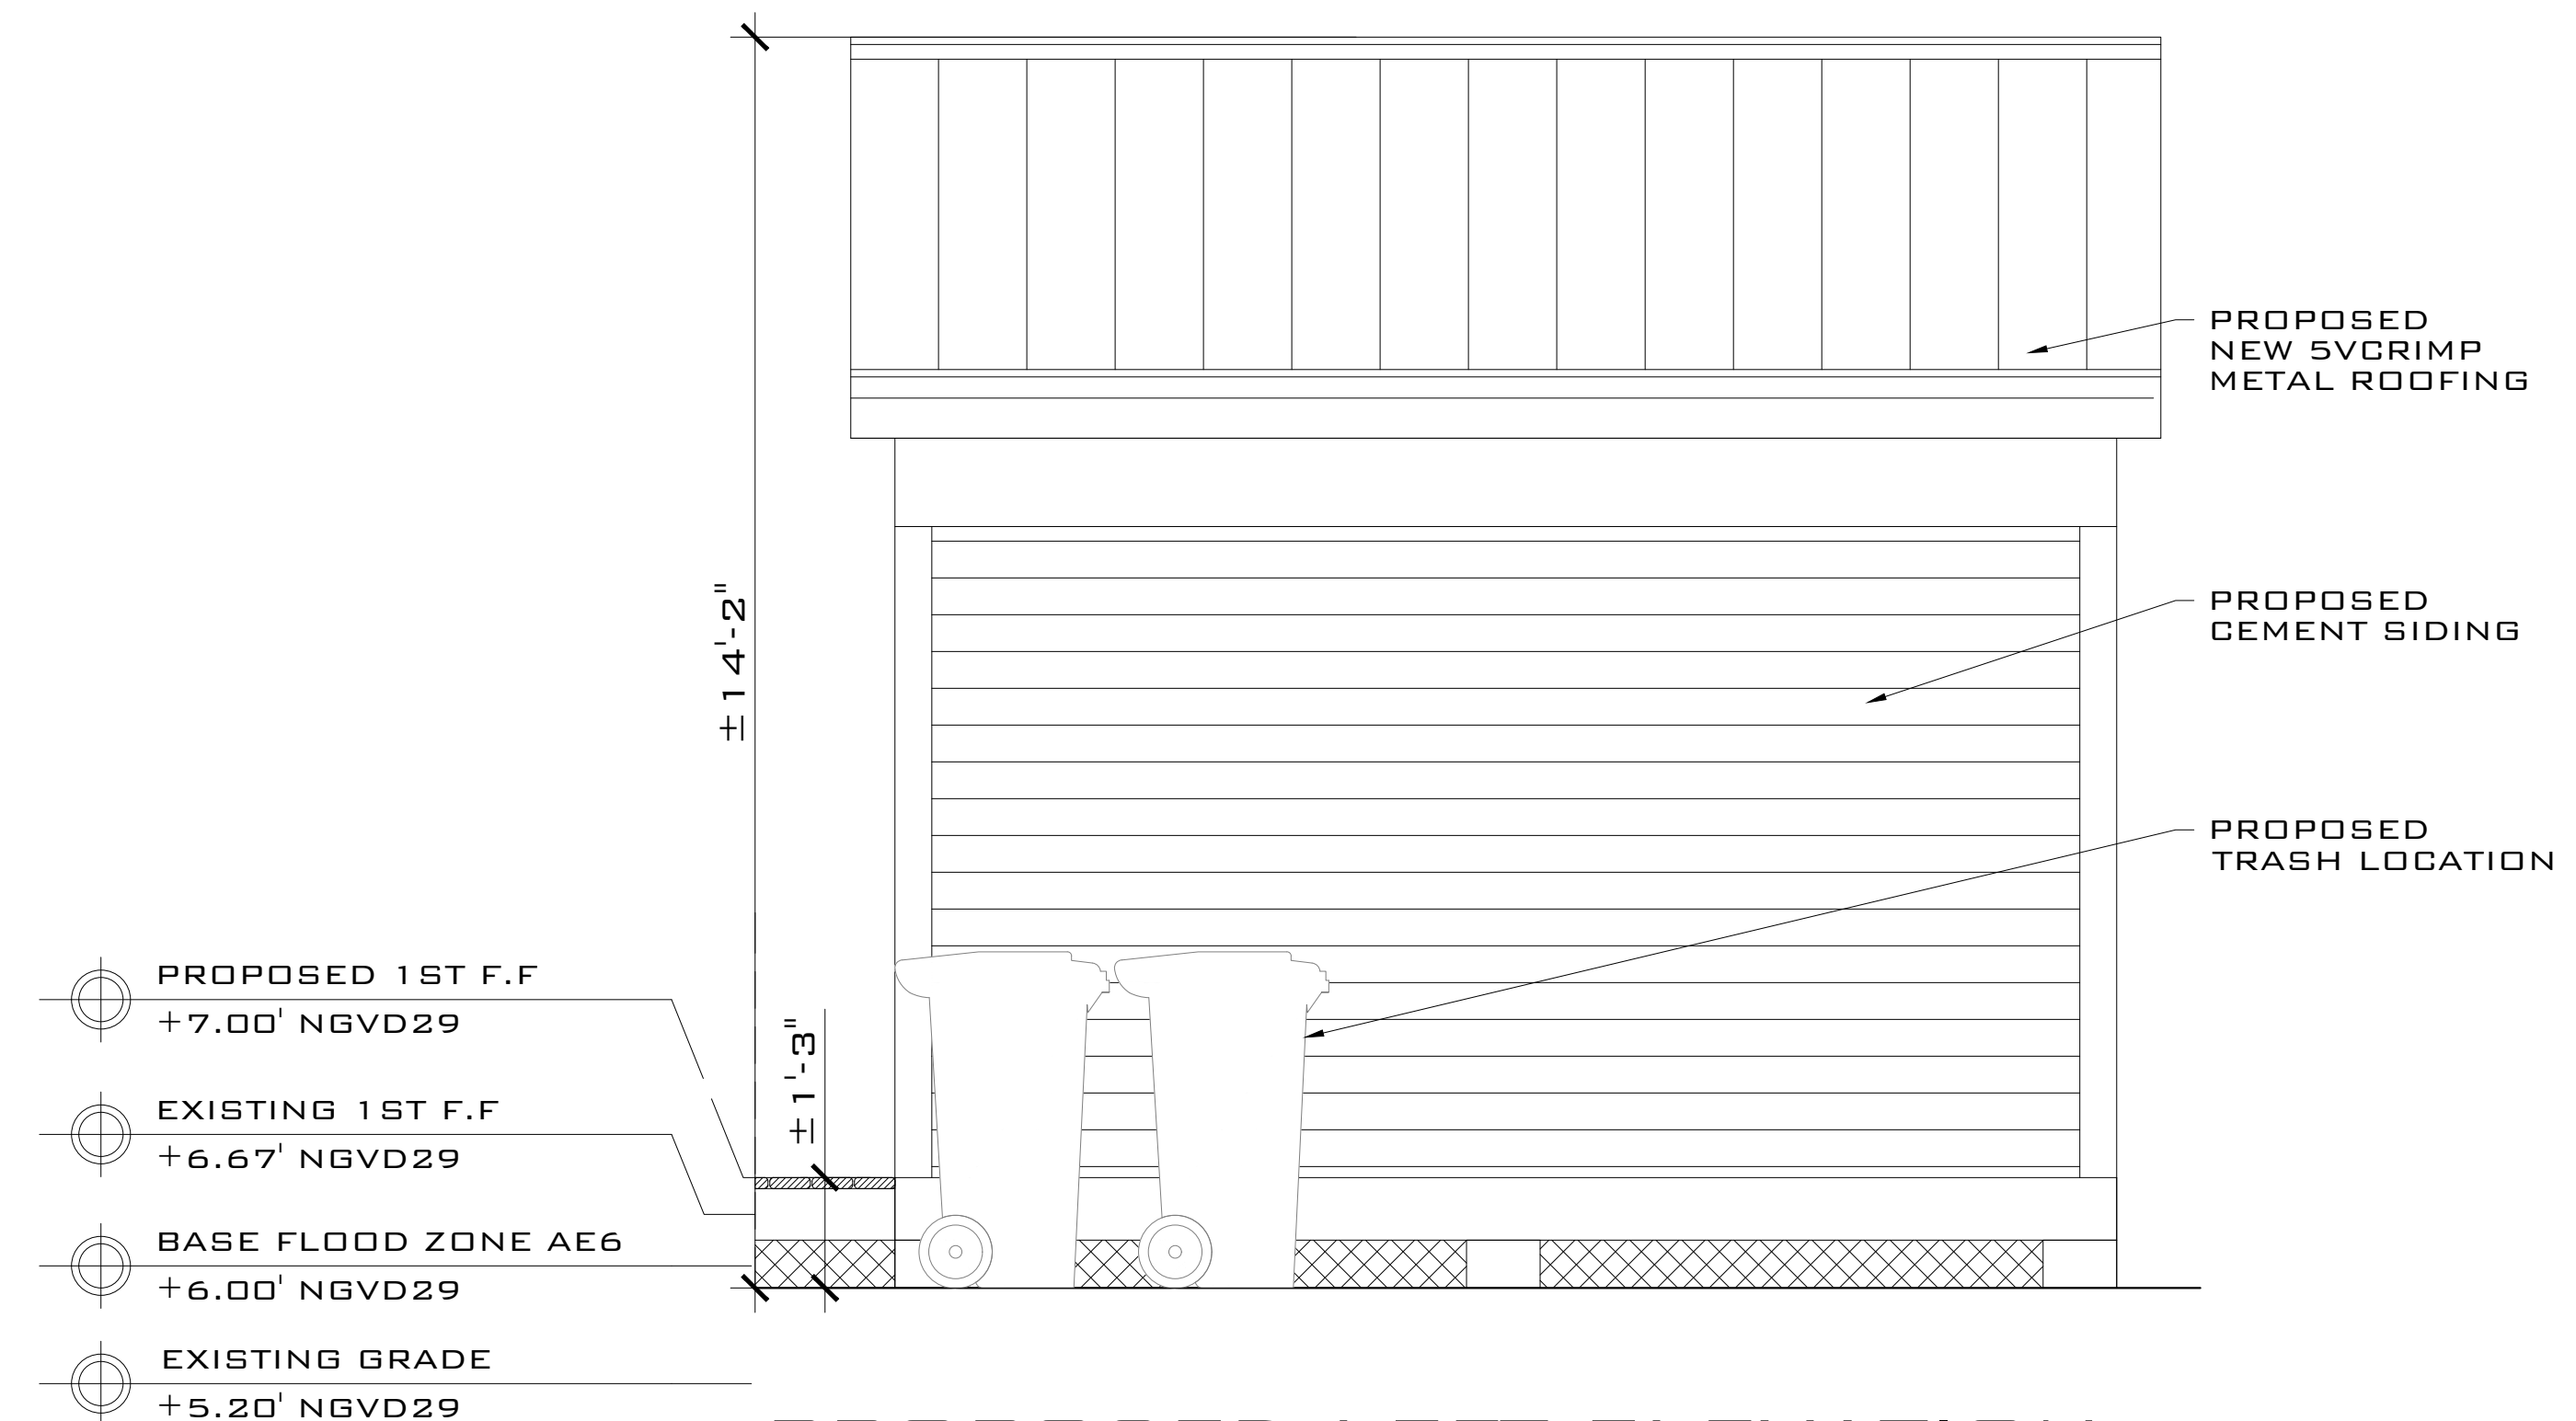 PROPOSED
NEW 5VCRIMP
METAL ROOFING
PROPOSED
CEMENT SIDING
PROPOSED
TRASH LOCATION
±14'-2"
±1'-3"
PROPOSED 1ST F.F
+7.00' NGVD29
EXISTING 1ST F.F
+6.67' NGVD29
BASE FLOOD ZONE AE6
+6.00' NGVD29
EXISTING GRADE
+5.20' NGVD29